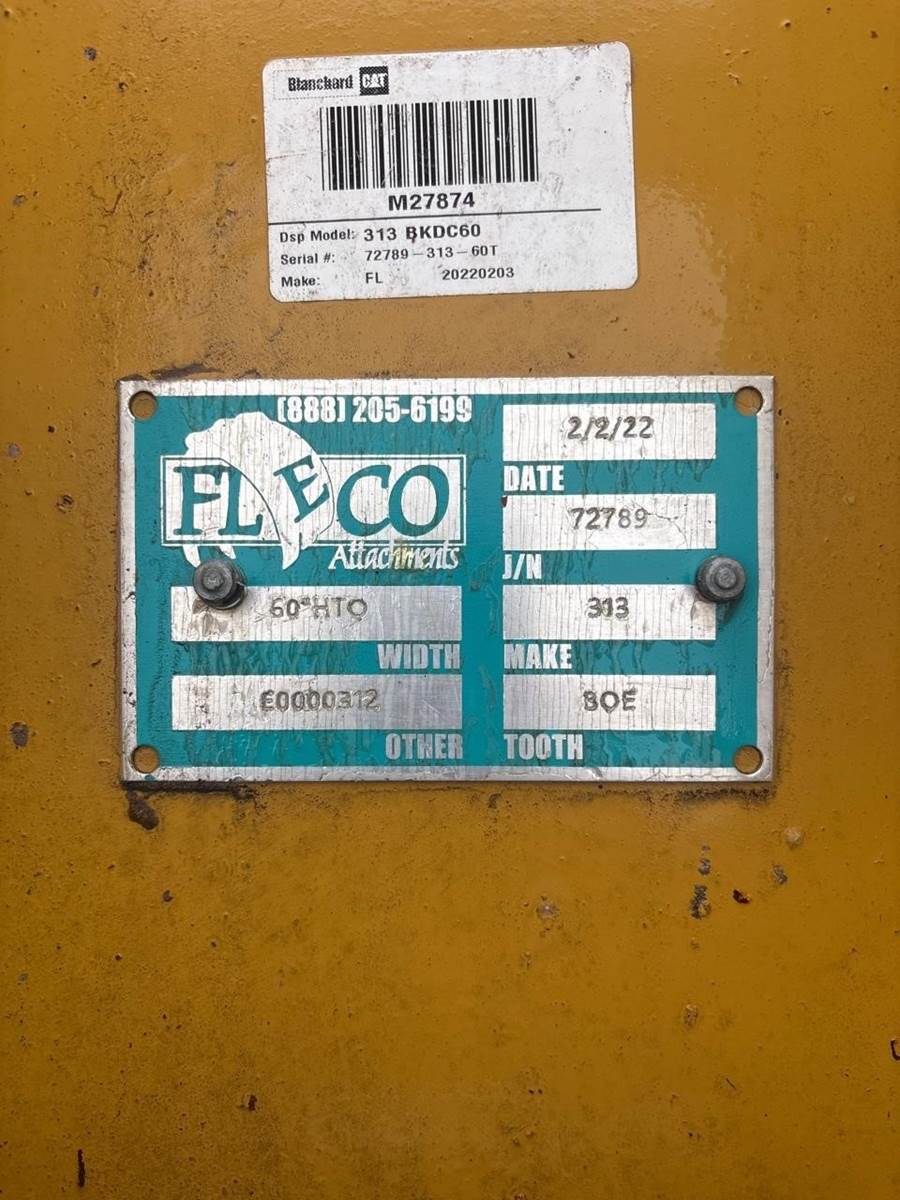 Blanchard CAT
M27874
Dsp Model: 313 BKDC60
Serial #: 72789-313-60T
Make: FL 20220203
(888) 205-6199
FLECO
Attachments
2/2/22
DATE
72789
J/N
60"HTO
WIDTH
313
MAKE
E0000312
OTHER
BOE
TOOTH